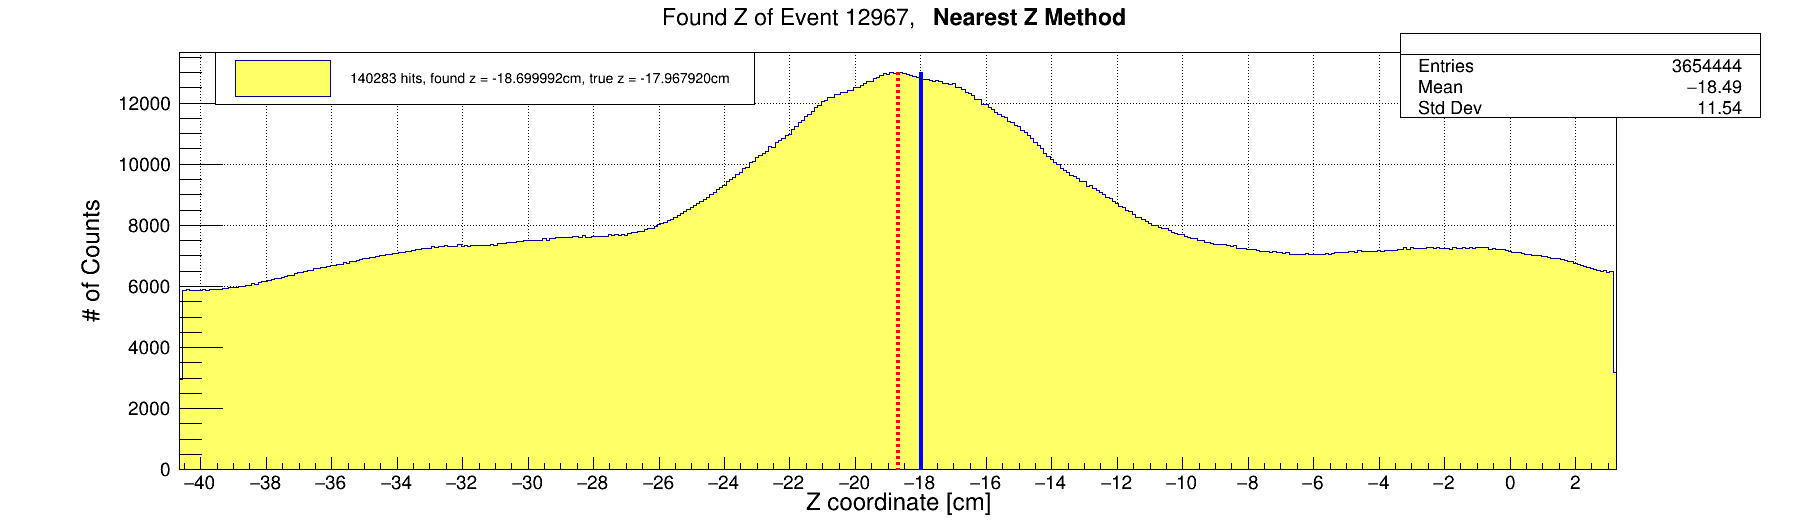 Found Z of Event 12967, Nearest Z Method
140283 hits, found z = -18.699992cm, true z = -17.967920cm
Entries 3654444
Mean −18.49
Std Dev 11.54
# of Counts
12000
10000
8000
6000
4000
2000
0
−40 −38 −36 −34 −32 −30 −28 −26 −24 −22 −20 −18 −16 −14 −12 −10 −8 −6 −4 −2 0 2
Z coordinate [cm]